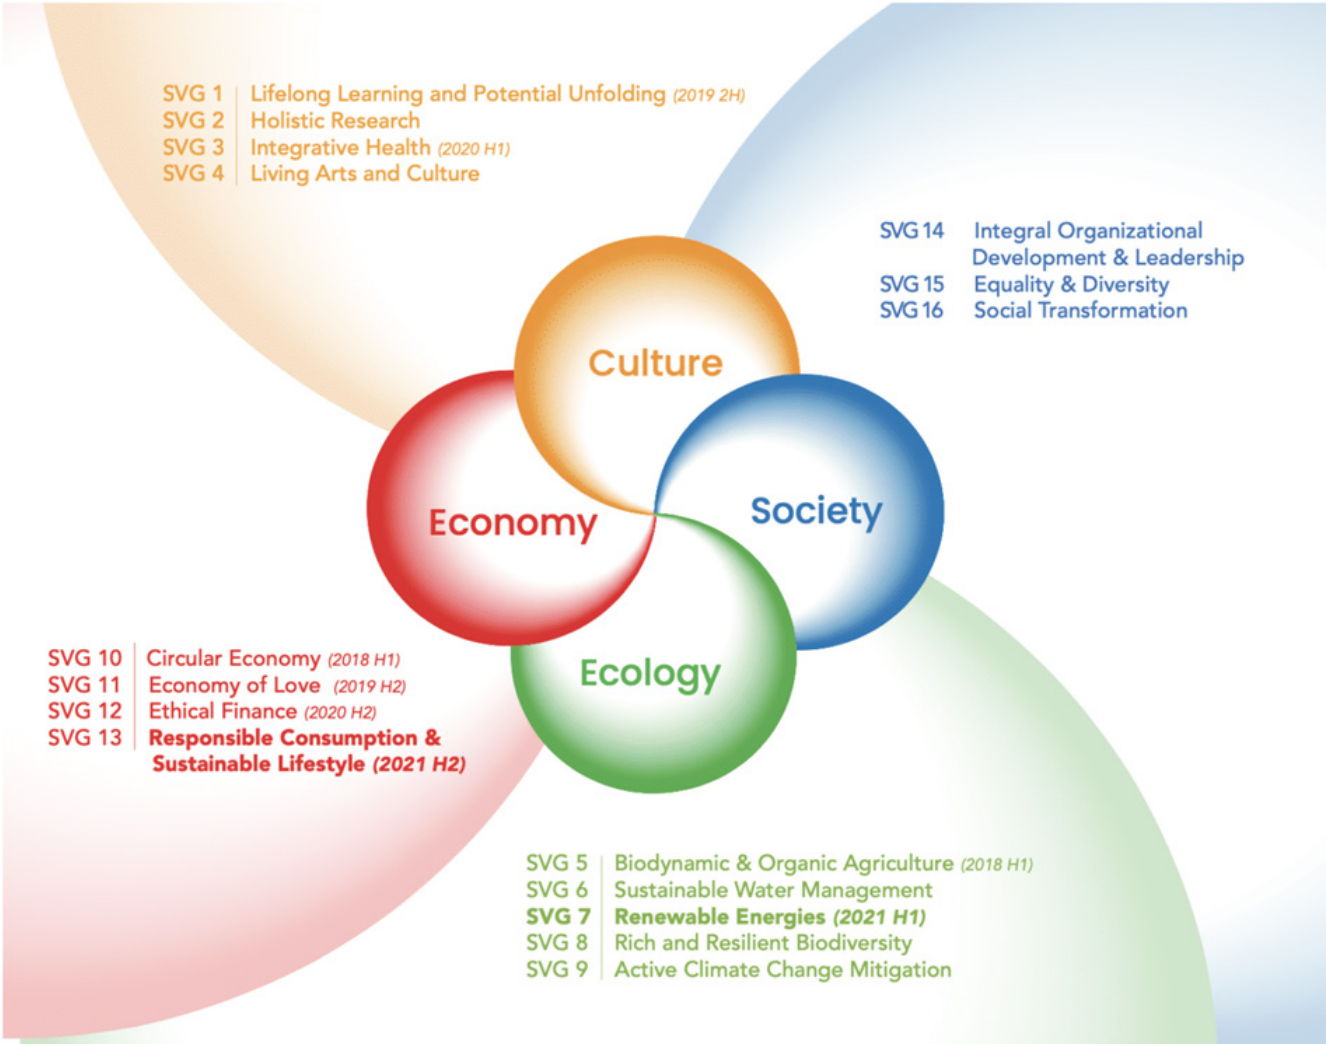 SVG 1 Lifelong Learning and Potential Unfolding (2019 2H)
SVG 2 Holistic Research
SVG 3 Integrative Health (2020 H1)
SVG 4 Living Arts and Culture
SVG 14 Integral Organizational
Development & Leadership
SVG 15 Equality & Diversity
SVG 16 Social Transformation
Culture
Society
Economy
Ecology
SVG 10 Circular Economy (2018 H1)
SVG 11 Economy of Love (2019 H2)
SVG 12 Ethical Finance (2020 H2)
SVG 13 Responsible Consumption &
Sustainable Lifestyle (2021 H2)
SVG 5 Biodynamic & Organic Agriculture (2018 H1)
SVG 6 Sustainable Water Management
SVG 7 Renewable Energies (2021 H1)
SVG 8 Rich and Resilient Biodiversity
SVG 9 Active Climate Change Mitigation